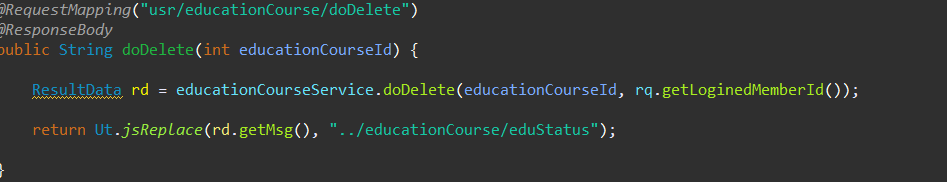 @RequestMapping("usr/educationCourse/doDelete")
@ResponseBody
public String doDelete(int educationCourseId) {
ResultData rd = educationCourseService.doDelete(educationCourseId, rq.getLoginedMemberId());
return Ut.jsReplace(rd.getMsg(), "../educationCourse/eduStatus");
}